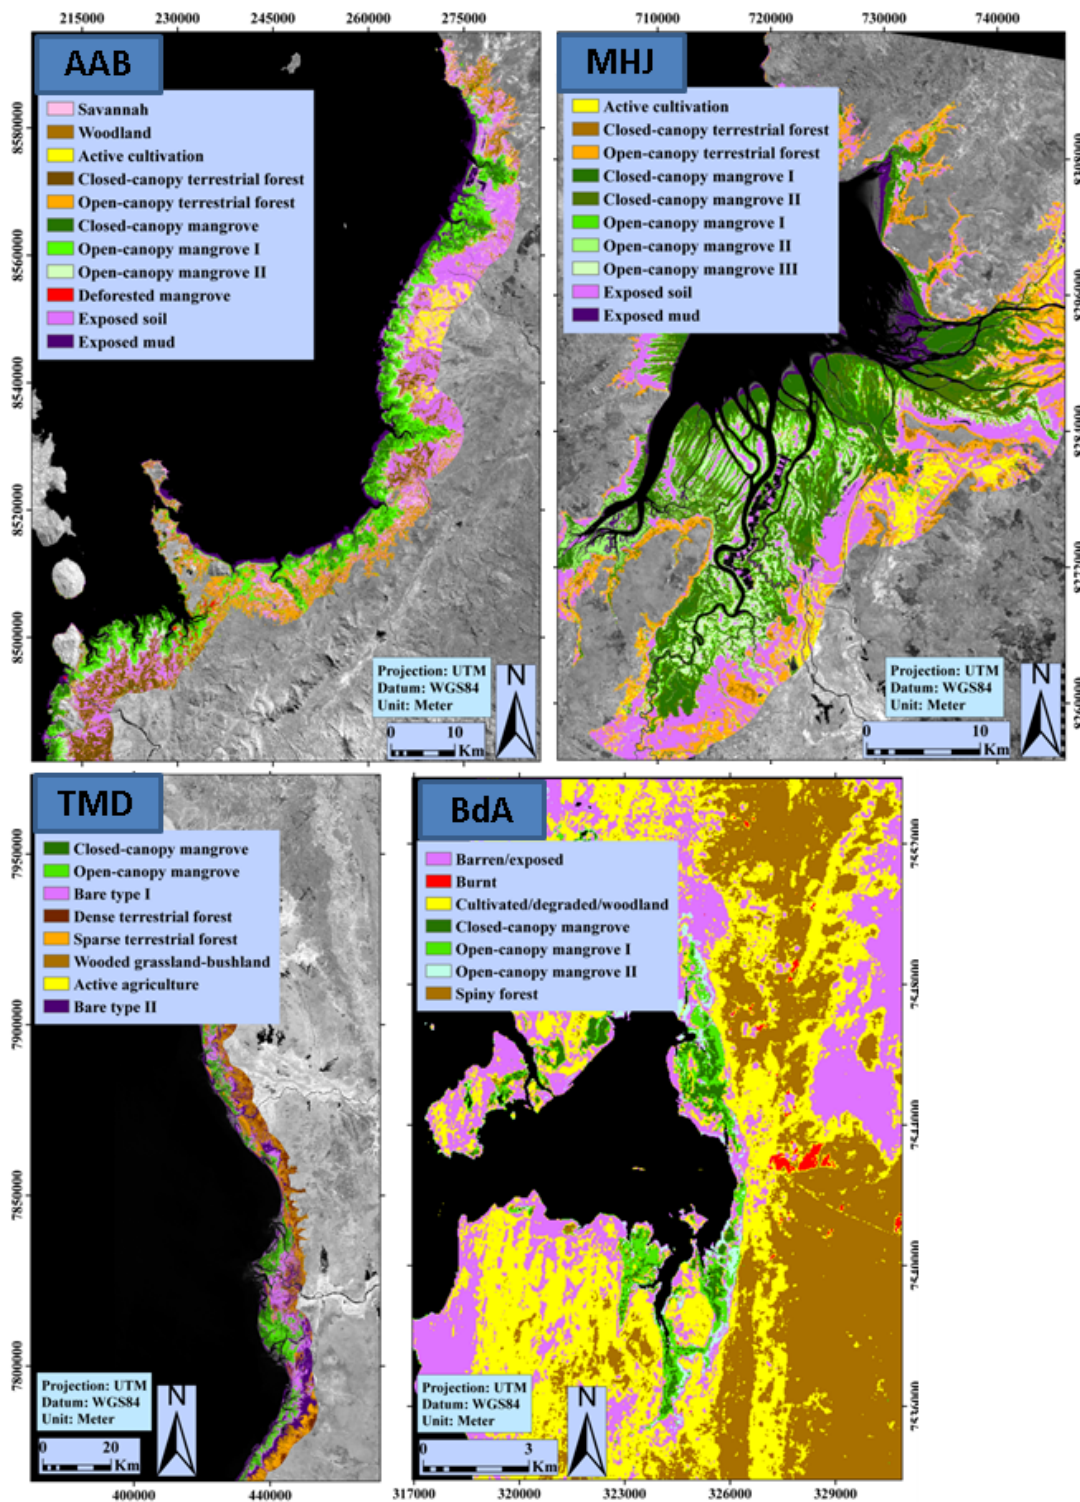 215000 230000 245000 260000 275000
AAB
Savannah
Woodland
Active cultivation
Closed-canopy terrestrial forest
Open-canopy terrestrial forest
Closed-canopy mangrove
Open-canopy mangrove I
Open-canopy mangrove II
Deforested mangrove
Exposed soil
Exposed mud
8580000
8560000
8540000
8520000
8500000
Projection: UTM
Datum: WGS84
Unit: Meter
N
0 10
Km
710000 720000 730000 740000
MHJ
Active cultivation
Closed-canopy terrestrial forest
Open-canopy terrestrial forest
Closed-canopy mangrove I
Closed-canopy mangrove II
Open-canopy mangrove I
Open-canopy mangrove II
Open-canopy mangrove III
Exposed soil
Exposed mud
Projection: UTM
Datum: WGS84
Unit: Meter
N
0 10
Km
TMD
Closed-canopy mangrove
Open-canopy mangrove
Bare type I
Dense terrestrial forest
Sparse terrestrial forest
Wooded grassland-bushland
Active agriculture
Bare type II
7950000
7900000
7850000
7800000
Projection: UTM
Datum: WGS84
Unit: Meter
N
0 20
Km
400000 440000
BdA
Barren/exposed
Burnt
Cultivated/degraded/woodland
Closed-canopy mangrove
Open-canopy mangrove I
Open-canopy mangrove II
Spiny forest
Projection: UTM
Datum: WGS84
Unit: Meter
N
0 3
Km
317000 320000 323000 326000 329000